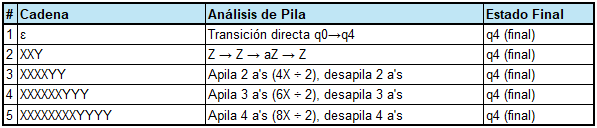 # Cadena Análisis de Pila Estado Final
1 ε Transición directa q0→q4 q4 (final)
2 XXY Z → Z → aZ → Z q4 (final)
3 XXXXYY Apila 2 a's (4X ÷ 2), desapila 2 a's q4 (final)
4 XXXXXXYYY Apila 3 a's (6X ÷ 2), desapila 3 a's q4 (final)
5 XXXXXXXXYYYY Apila 4 a's (8X ÷ 2), desapila 4 a's q4 (final)